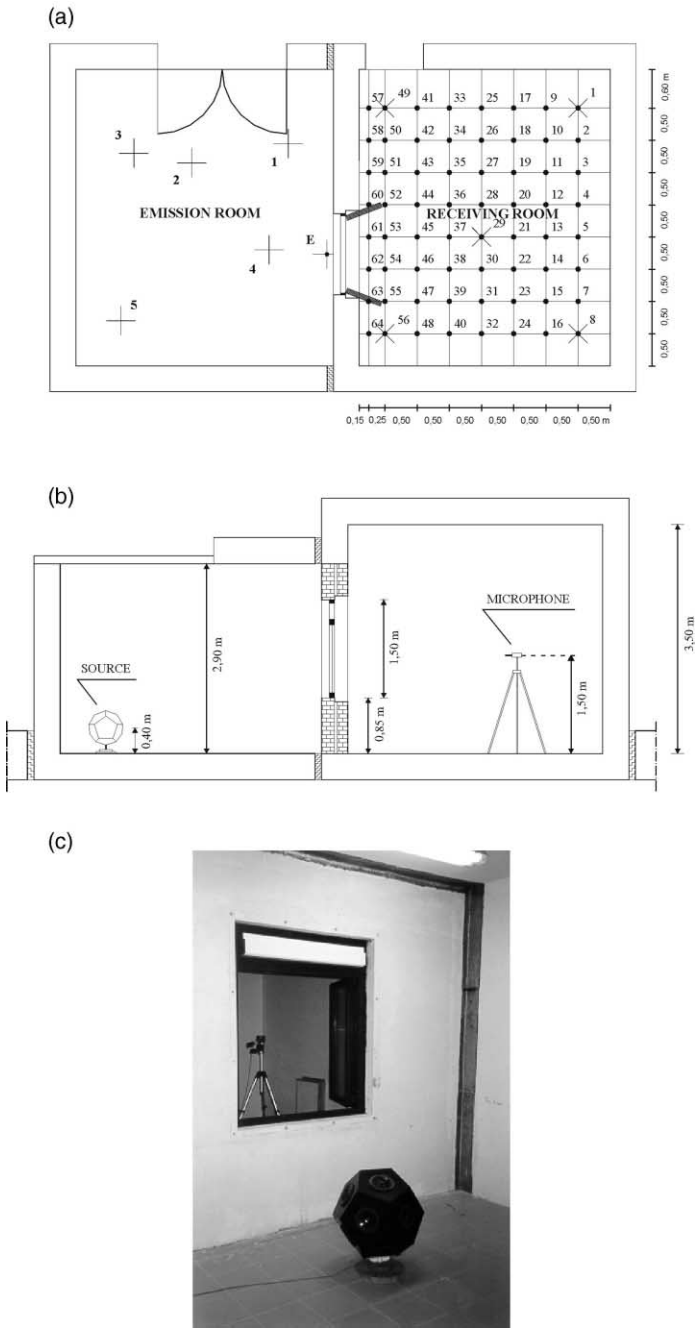 (a)
57 49 41 33 25 17 9 1
58 50 42 34 26 18 10 2
3 59 51 43 35 27 19 11 3
2 1
60 52 44 36 28 20 12 4
EMISSION ROOM RECEIVING ROOM
29
E 61 53 45 37 21 13 5
4 62 54 46 38 30 22 14 6
5 63 55 47 39 31 23 15 7
64 56 48 40 32 24 16 8
0,60 m
0,50
0,50
0,50
0,50
0,50
0,50
0,50
0,50
0,15 0,25 0,50 0,50 0,50 0,50 0,50 0,50 0,50 m
(b)
MICROPHONE
SOURCE
2,90 m
1,50 m
3,50 m
0,40 m
0,85 m
1,50 m
(c)